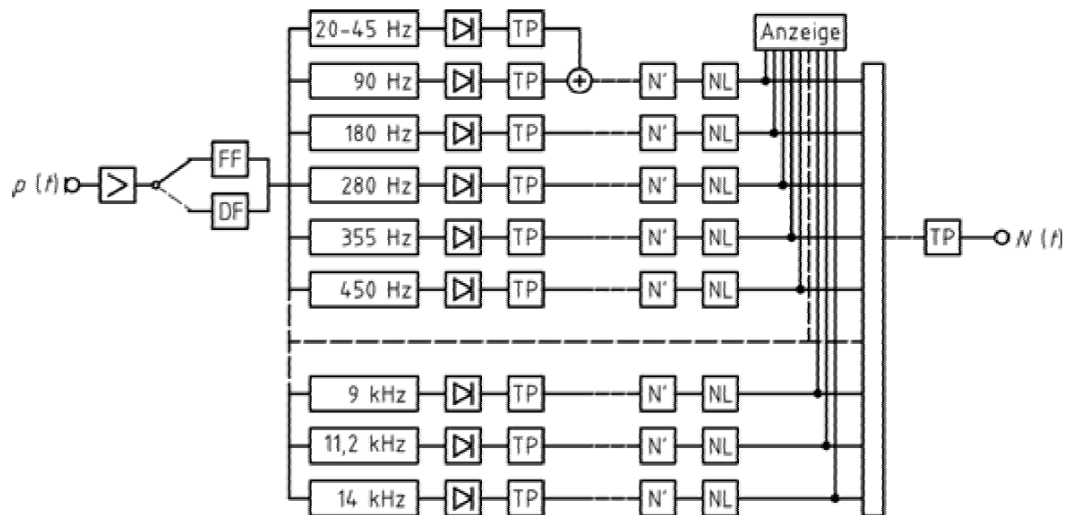 20-45 Hz TP Anzeige
90 Hz TP N' NL
180 Hz TP N' NL
FF
p (t) > 280 Hz TP N' NL
DF
355 Hz TP N' NL TP N (t)
450 Hz TP N' NL
9 kHz TP N' NL
11,2 kHz TP N' NL
14 kHz TP N' NL